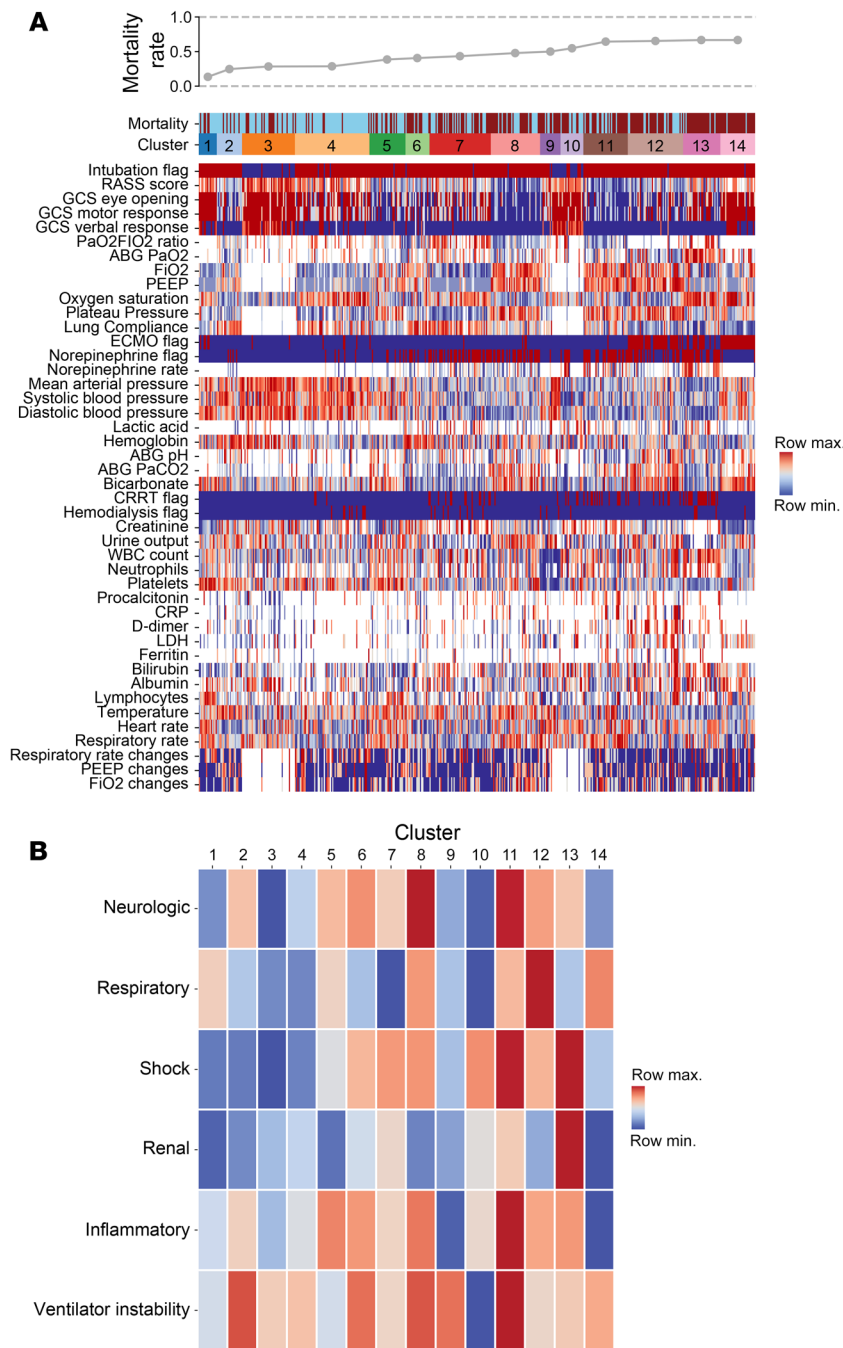 A
Mortality
rate
1.0
0.5
0.0
Mortality
Cluster
1 2 3 4 5 6 7 8 9 10 11 12 13 14
Intubation flag
RASS score
GCS eye opening
GCS motor response
GCS verbal response
PaO2FIO2 ratio
ABG PaO2
FiO2
PEEP
Oxygen saturation
Plateau Pressure
Lung Compliance
ECMO flag
Norepinephrine flag
Norepinephrine rate
Mean arterial pressure
Systolic blood pressure
Diastolic blood pressure
Lactic acid
Hemoglobin
ABG pH
ABG PaCO2
Bicarbonate
CRRT flag
Hemodialysis flag
Creatinine
Urine output
WBC count
Neutrophils
Platelets
Procalcitonin
CRP
D-dimer
LDH
Ferritin
Bilirubin
Albumin
Lymphocytes
Temperature
Heart rate
Respiratory rate
Respiratory rate changes
PEEP changes
FiO2 changes
Row max.
Row min.
B
Cluster
1 2 3 4 5 6 7 8 9 10 11 12 13 14
Neurologic
Respiratory
Shock
Renal
Inflammatory
Ventilator instability
Row max.
Row min.